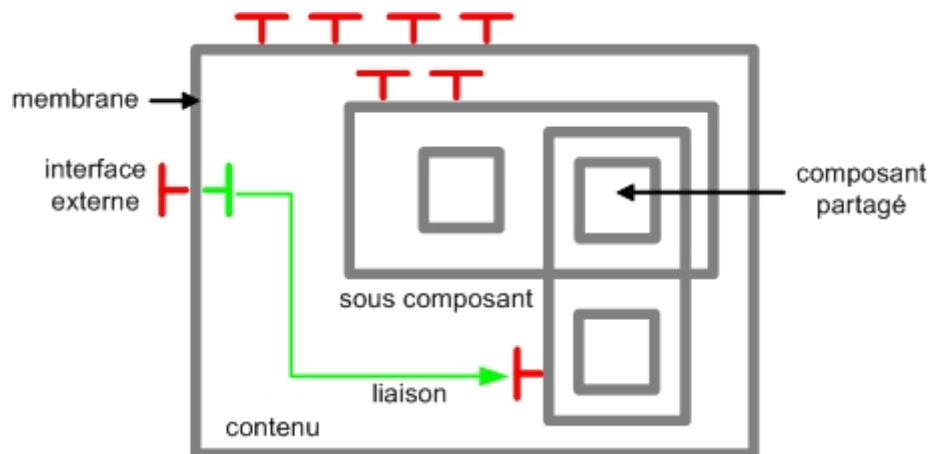 membrane
interface
externe
composant
partagé
sous composant
liaison
contenu